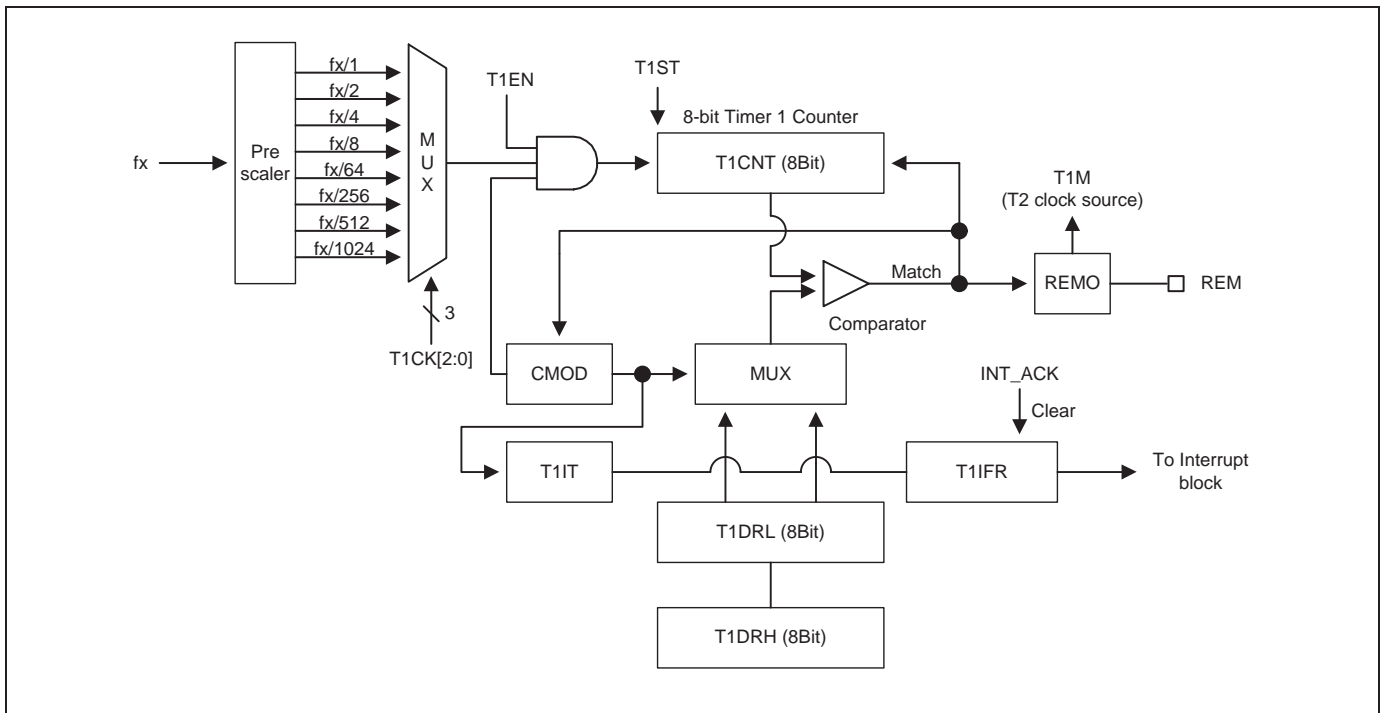 fx
Pre
scaler
fx/1
fx/2
fx/4
fx/8
fx/64
fx/256
fx/512
fx/1024
M
U
X
3
T1CK[2:0]
T1EN
T1ST
8-bit Timer 1 Counter
T1CNT (8Bit)
T1M
(T2 clock source)
Match
Comparator
REMO
REM
CMOD
MUX
INT_ACK
Clear
T1IT
T1IFR
To Interrupt
block
T1DRL (8Bit)
T1DRH (8Bit)